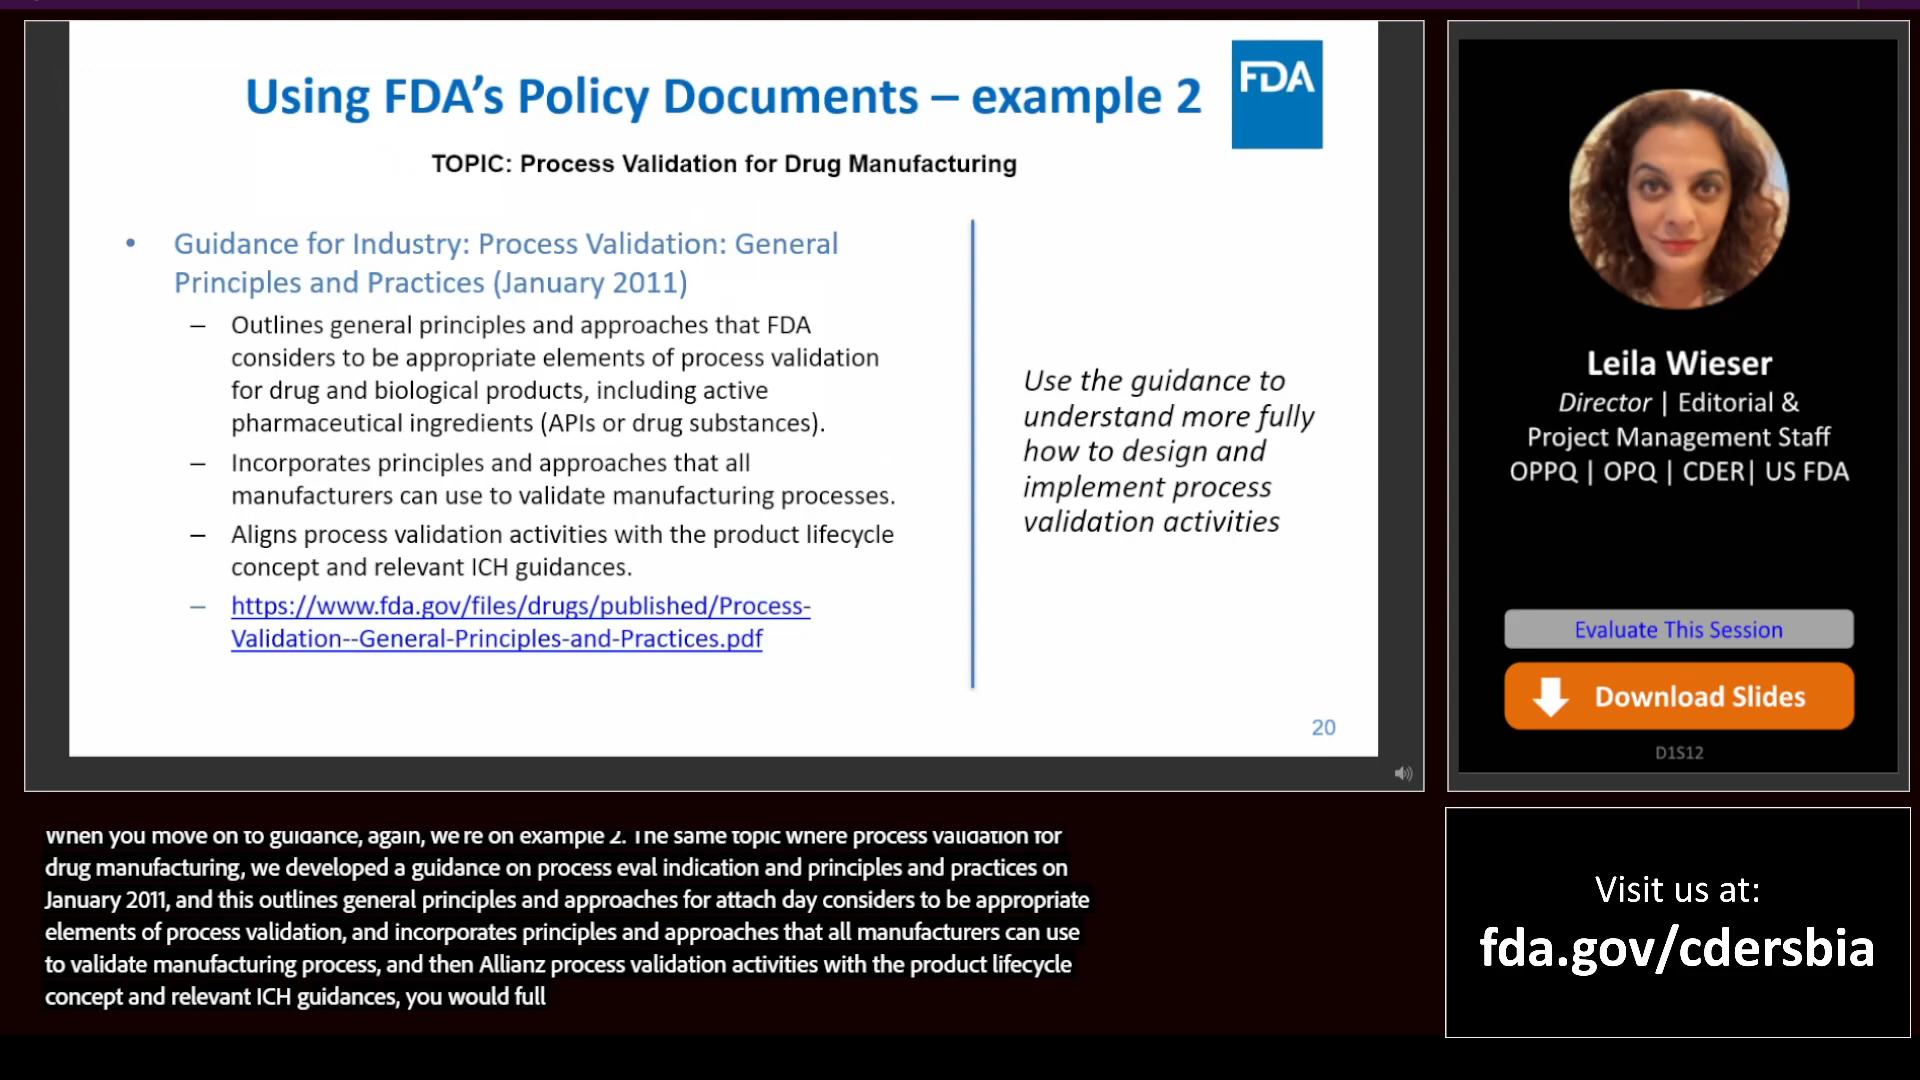 Using FDA's Policy Documents – example 2
FDA
TOPIC: Process Validation for Drug Manufacturing
• Guidance for Industry: Process Validation: General
Principles and Practices (January 2011)
– Outlines general principles and approaches that FDA
considers to be appropriate elements of process validation
for drug and biological products, including active
pharmaceutical ingredients (APIs or drug substances).
– Incorporates principles and approaches that all
manufacturers can use to validate manufacturing processes.
– Aligns process validation activities with the product lifecycle
concept and relevant ICH guidances.
– https://www.fda.gov/files/drugs/published/Process-
Validation--General-Principles-and-Practices.pdf
Use the guidance to
understand more fully
how to design and
implement process
validation activities
20
Leila Wieser
Director | Editorial &
Project Management Staff
OPPQ | OPQ | CDER| US FDA
Evaluate This Session
Download Slides
D1S12
When you move on to guidance, again, we're on example 2. The same topic where process validation for
drug manufacturing, we developed a guidance on process eval indication and principles and practices on
January 2011, and this outlines general principles and approaches for attach day considers to be appropriate
elements of process validation, and incorporates principles and approaches that all manufacturers can use
to validate manufacturing process, and then Allianz process validation activities with the product lifecycle
concept and relevant ICH guidances, you would full
Visit us at:
fda.gov/cdersbia